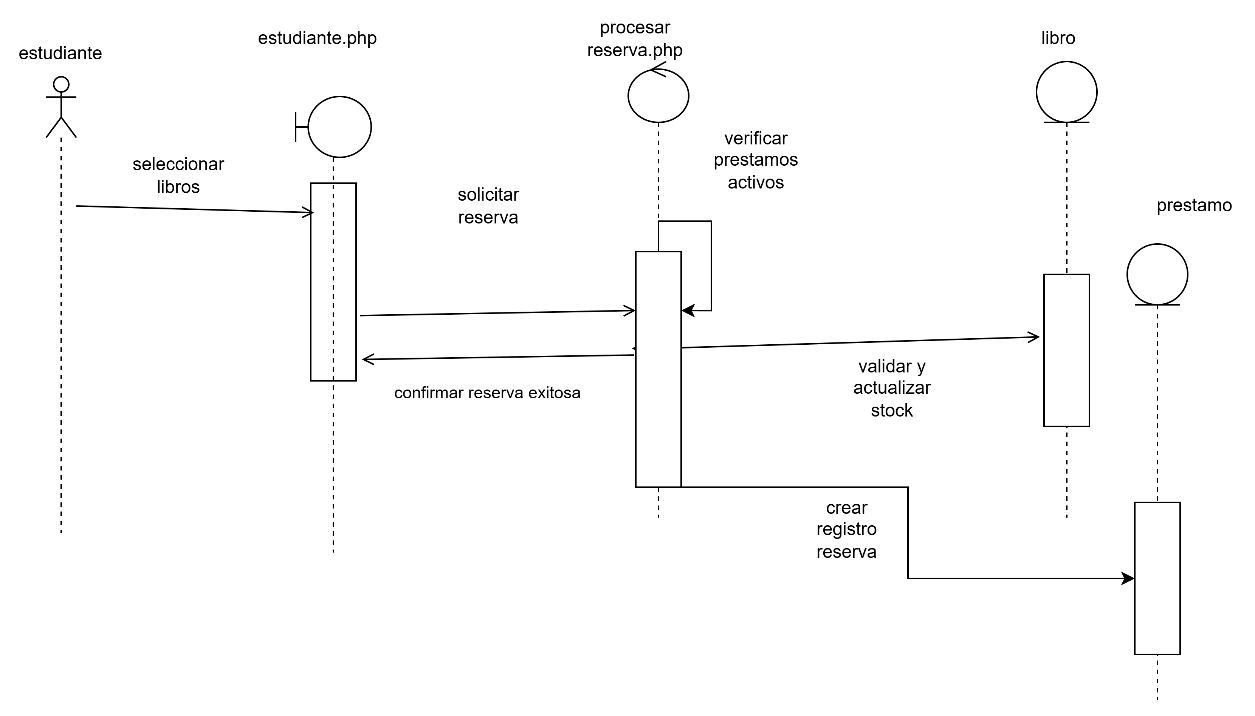 estudiante
estudiante.php
procesar
reserva.php
libro
prestamo
seleccionar
libros
solicitar
reserva
verificar
prestamos
activos
confirmar reserva exitosa
validar y
actualizar
stock
crear
registro
reserva